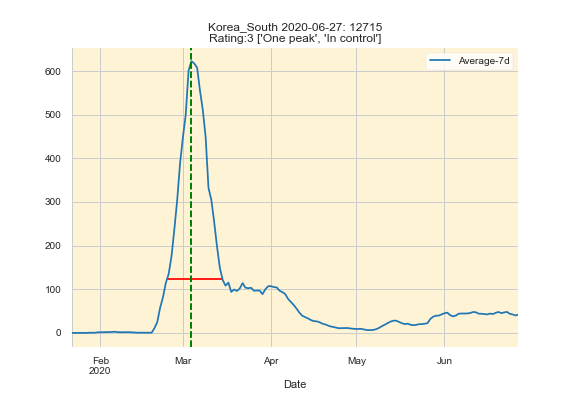 Korea_South 2020-06-27: 12715
Rating:3 ['One peak', 'In control']
Average-7d
600
500
400
300
200
100
0
Feb
2020
Mar
Apr
May
Jun
Date